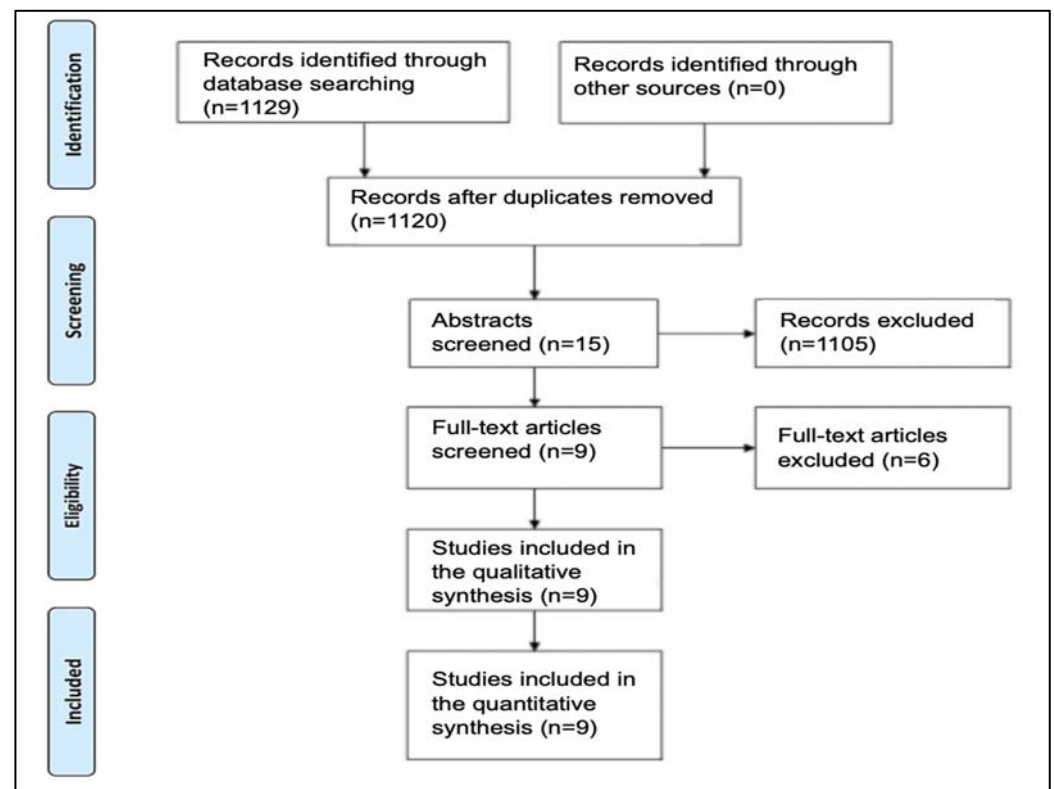 Identification
Records identified through
database searching
(n=1129)
Records identified through
other sources (n=0)
Records after duplicates removed
(n=1120)
Screening
Abstracts
screened (n=15)
Records excluded
(n=1105)
Eligibility
Full-text articles
screened (n=9)
Full-text articles
excluded (n=6)
Studies included in
the qualitative
synthesis (n=9)
Included
Studies included in
the quantitative
synthesis (n=9)